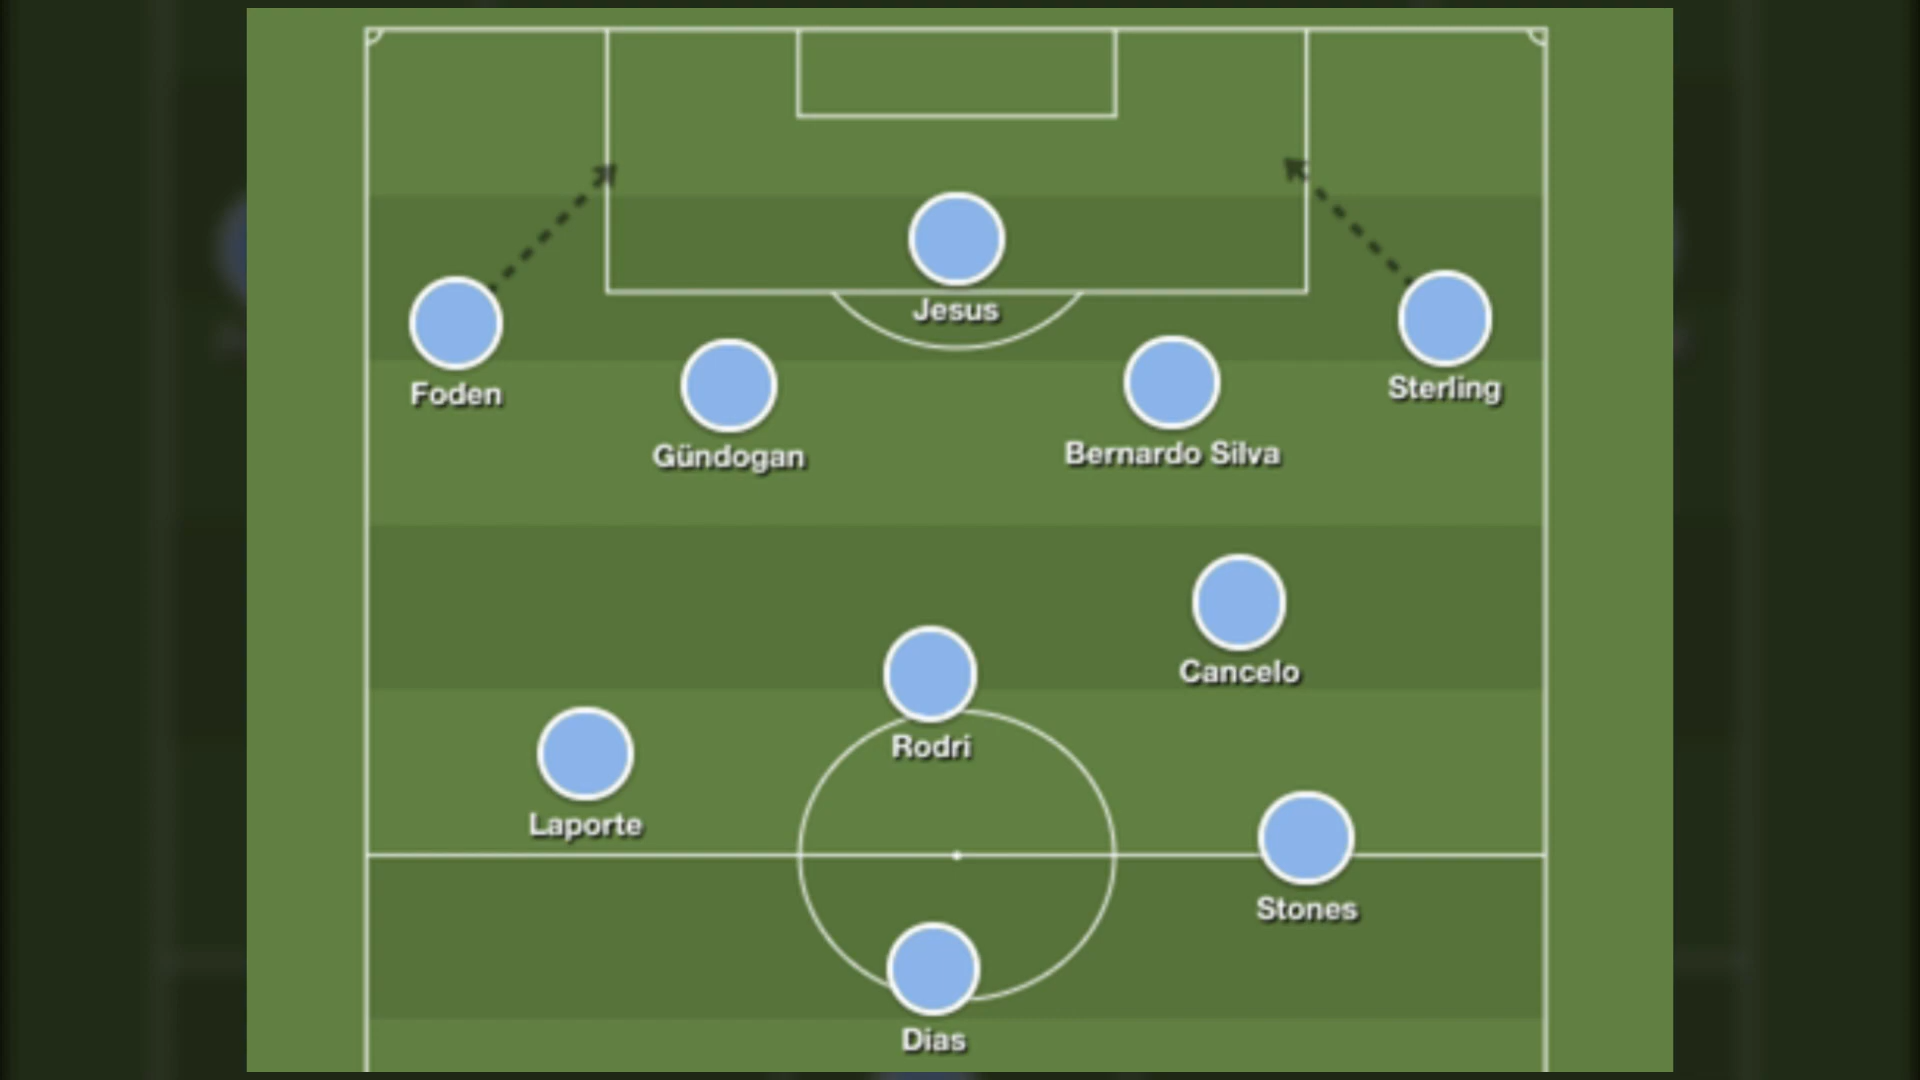 Jesus
Foden
Sterling
Gündogan
Bernardo Silva
Cancelo
Rodri
Laporte
Stones
Dias